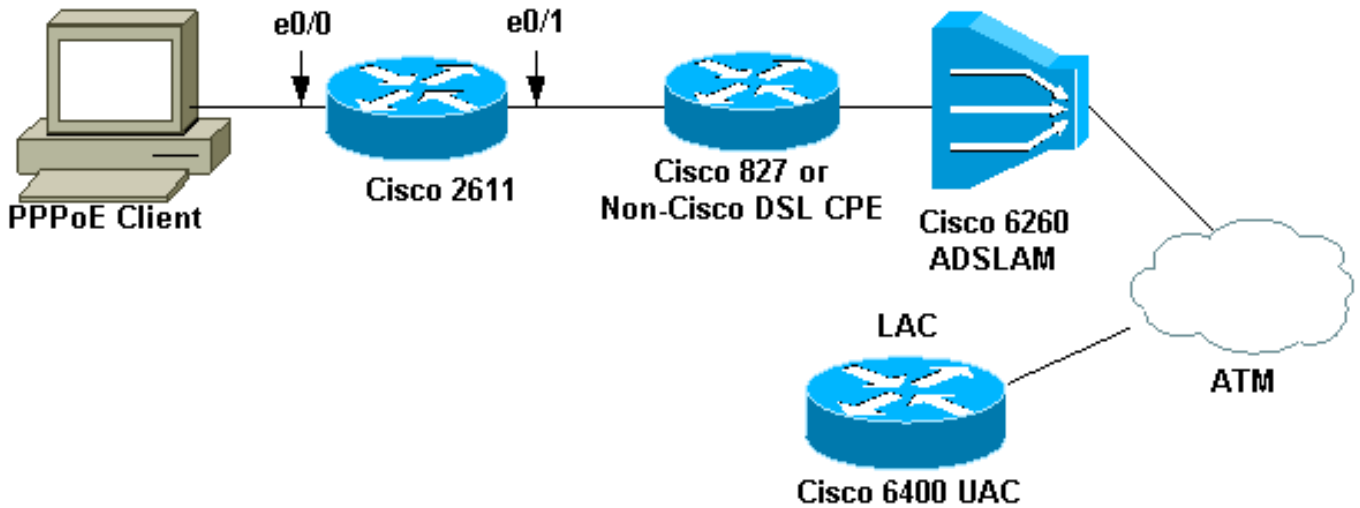 e0/0
e0/1
PPPoE Client
Cisco 2611
Cisco 827 or
Non-Cisco DSL CPE
Cisco 6260
ADSLAM
LAC
ATM
Cisco 6400 UAC